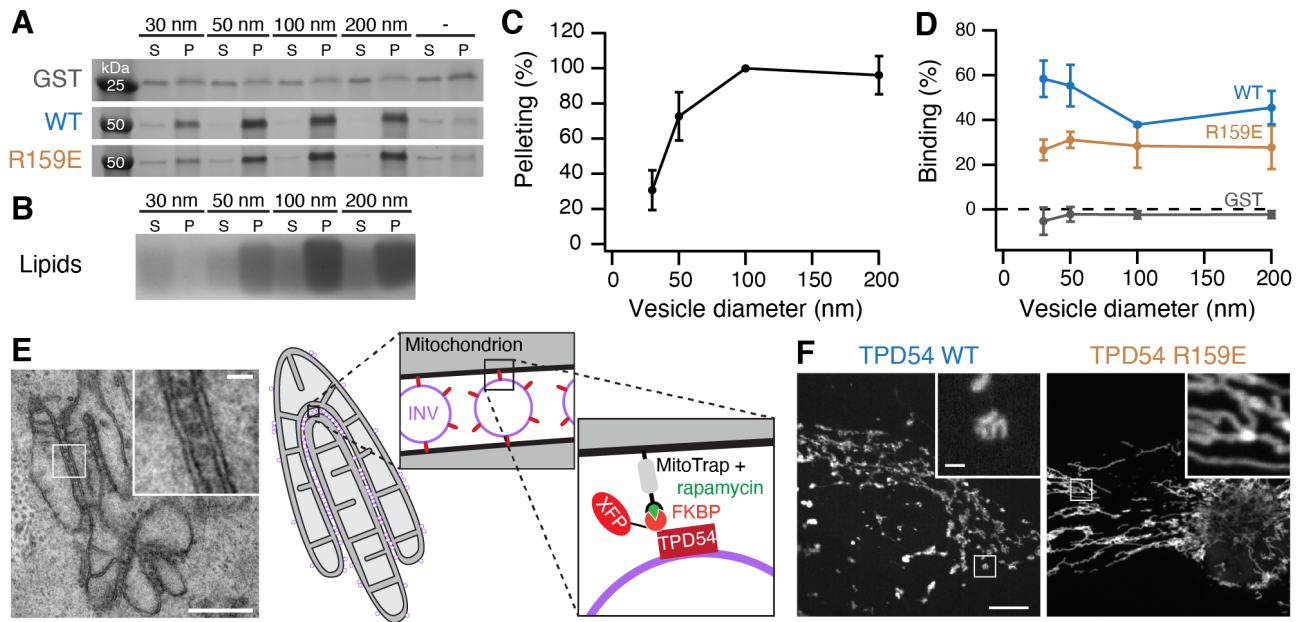 A
30 nm 50 nm 100 nm 200 nm -
S P S P S P S P S P
kDa
GST 25
WT 50
R159E 50
B
30 nm 50 nm 100 nm 200 nm
S P S P S P S P
Lipids
C
120
100
80
60
40
20
0
Pelleting (%)
0 50 100 150 200
Vesicle diameter (nm)
D
80
60
40
20
0
Binding (%)
WT
R159E
GST
0 50 100 150 200
Vesicle diameter (nm)
E
Mitochondrion
INV
MitoTrap +
rapamycin
FKBP
XFP
TPD54
F
TPD54 WT TPD54 R159E